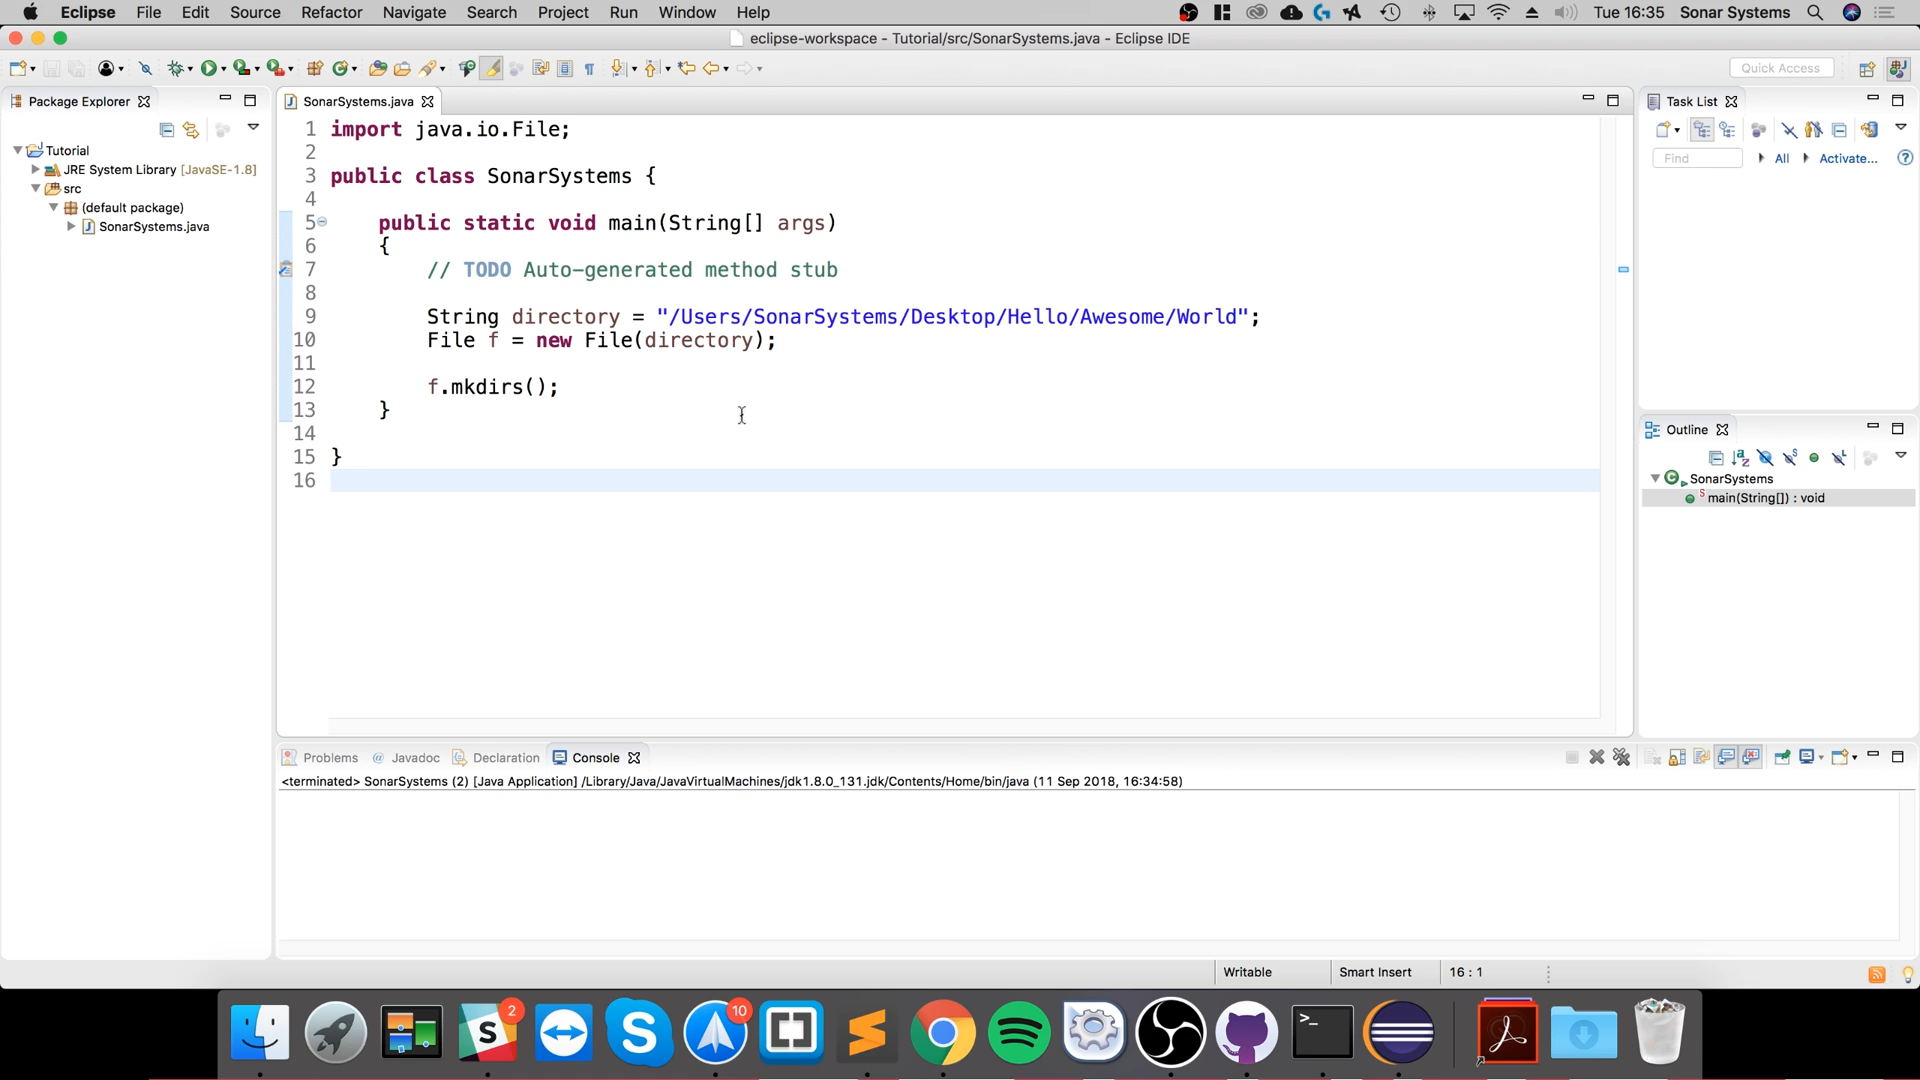 Eclipse File Edit Source Refactor Navigate Search Project Run Window Help Tue 16:35 Sonar Systems
eclipse-workspace - Tutorial/src/SonarSystems.java - Eclipse IDE
Quick Access
Package Explorer
SonarSystems.java
Task List
Tutorial
JRE System Library [JavaSE-1.8]
src
(default package)
SonarSystems.java
1 import java.io.File;
2
3 public class SonarSystems {
4
5 public static void main(String[] args)
6 {
7 // TODO Auto-generated method stub
8
9 String directory = "/Users/SonarSystems/Desktop/Hello/Awesome/World";
10 File f = new File(directory);
11
12 f.mkdirs();
13 }
14
15 }
16
Find All Activate...
Outline
SonarSystems
main(String[]) : void
Problems @ Javadoc Declaration Console
<terminated> SonarSystems (2) [Java Application] /Library/Java/JavaVirtualMachines/jdk1.8.0_131.jdk/Contents/Home/bin/java (11 Sep 2018, 16:34:58)
Writable Smart Insert 16 : 1
2
10